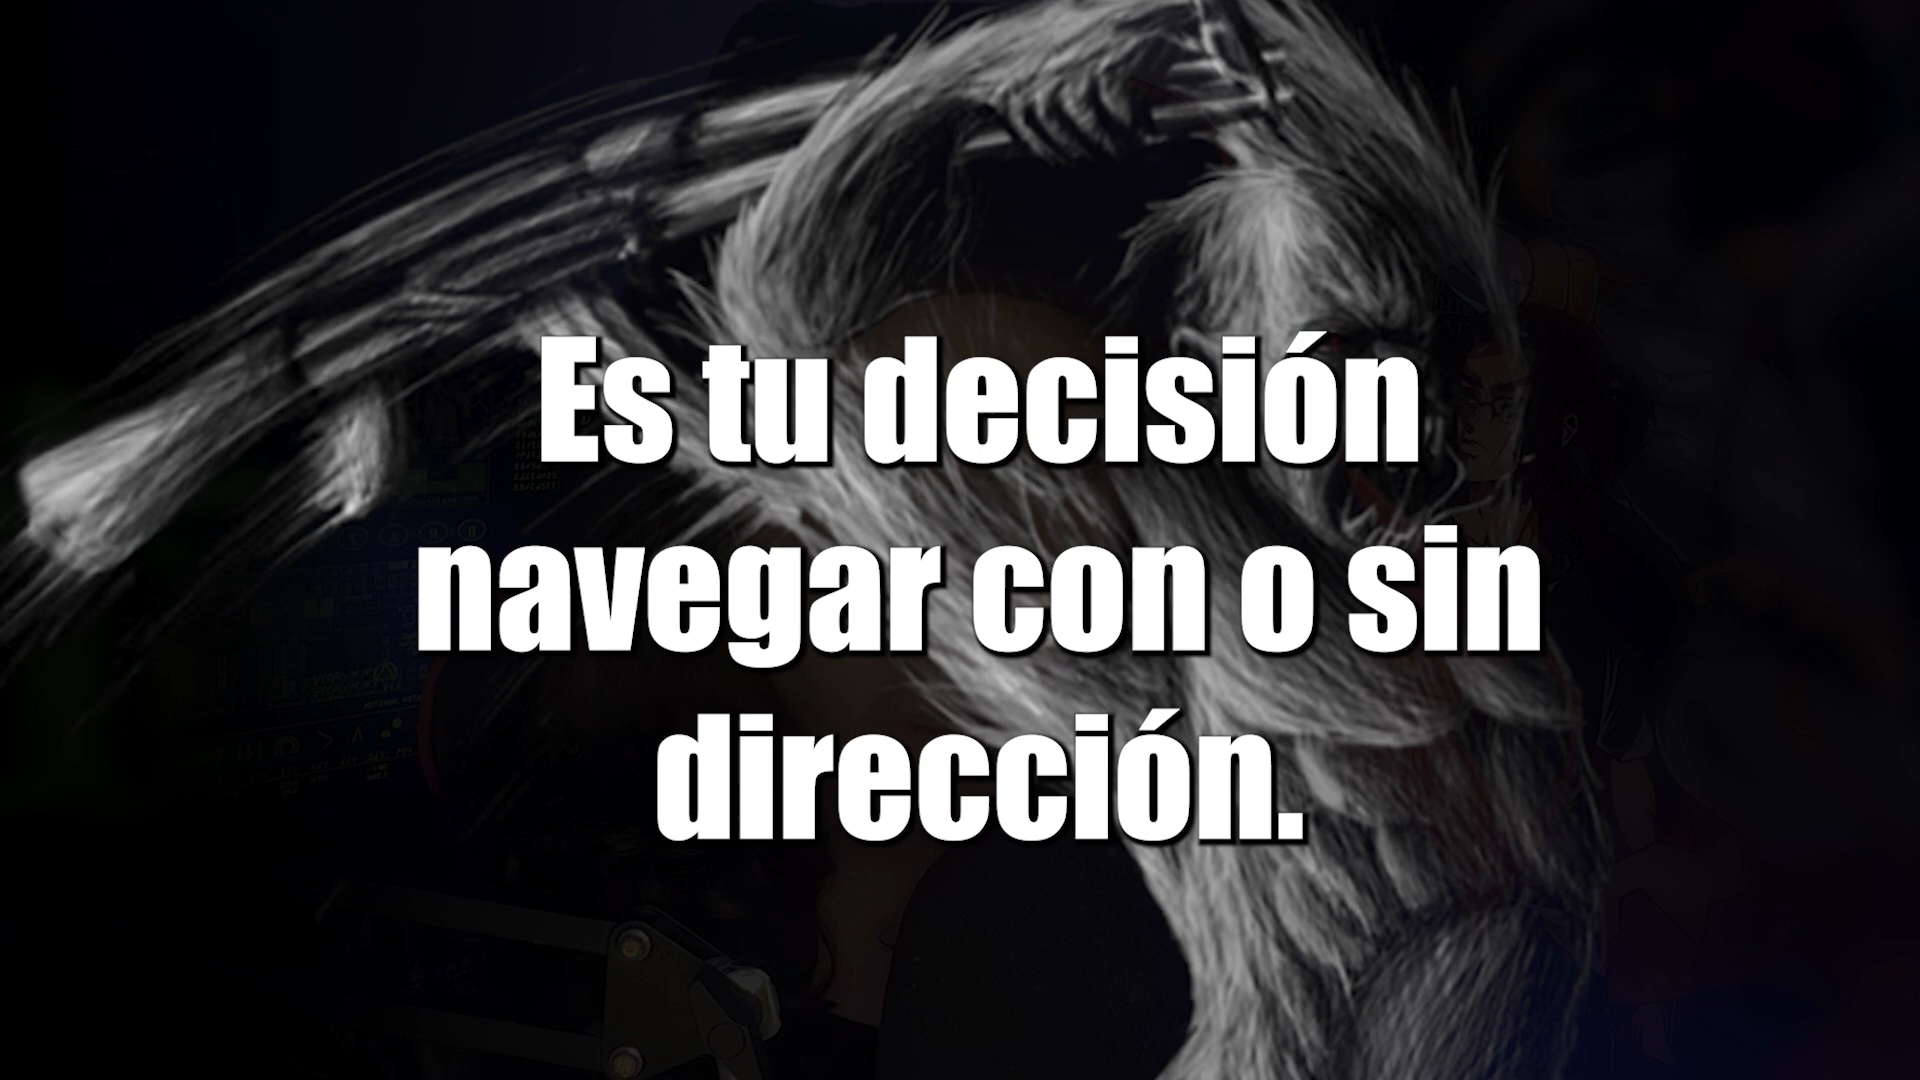 Es tu decisión
navegar con o sin
dirección.